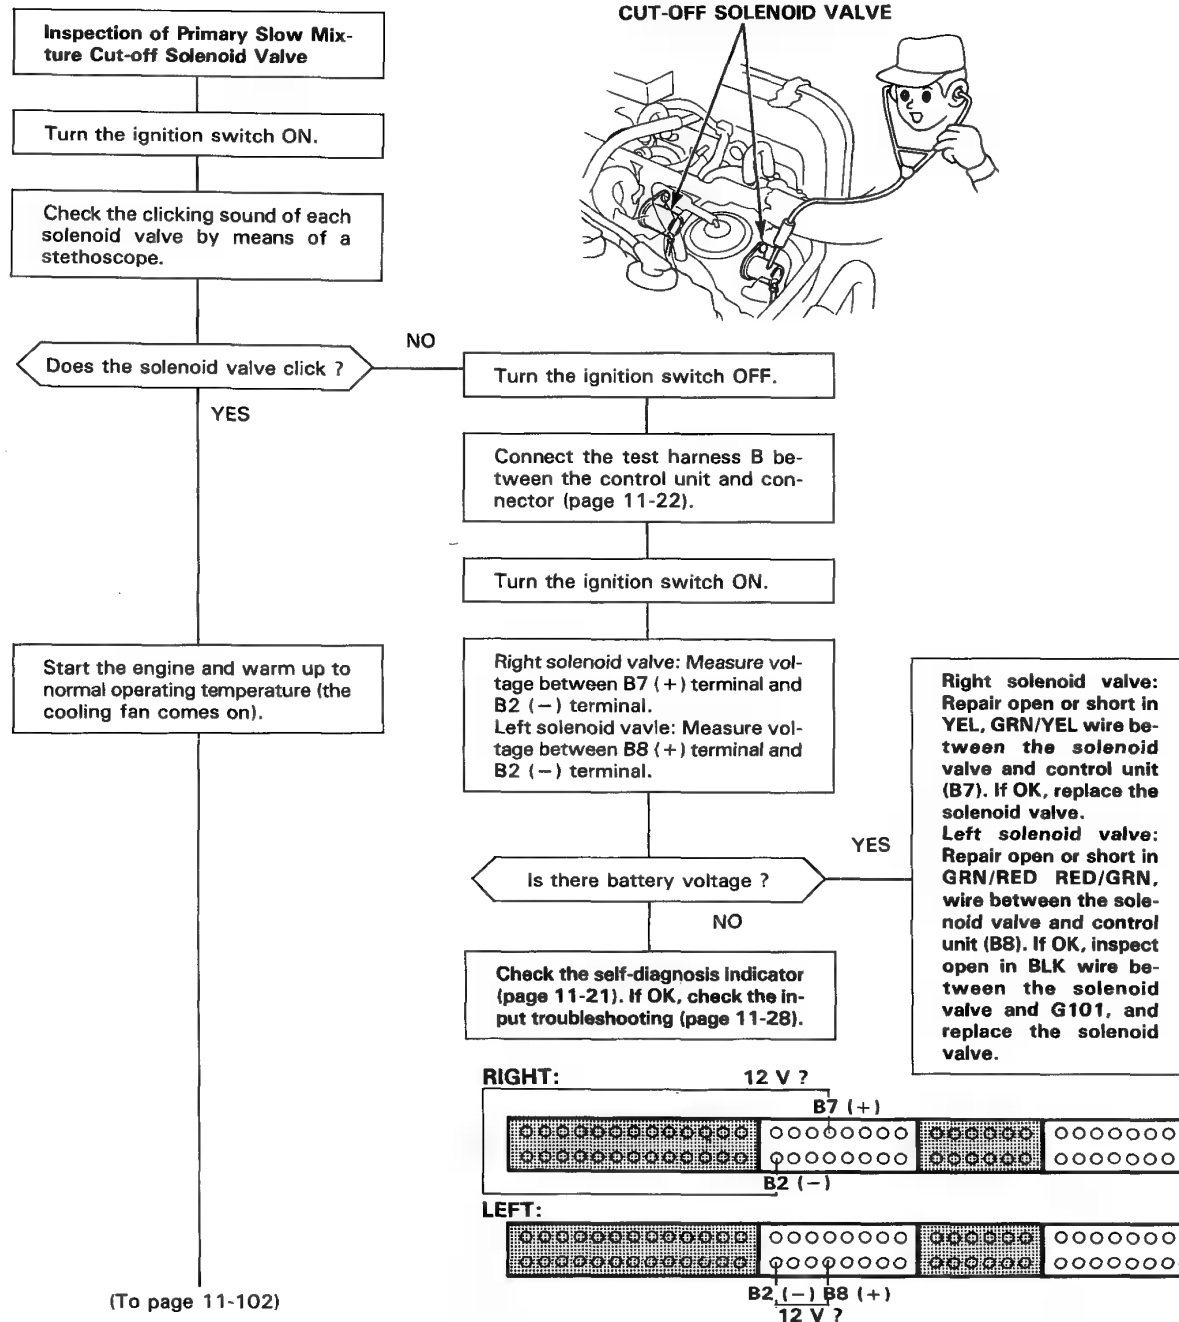 CUT-OFF SOLENOID VALVE
Inspection of Primary Slow Mix-
ture Cut-off Solenoid Valve
Turn the ignition switch ON.
Check the clicking sound of each
solenoid valve by means of a
stethoscope.
Does the solenoid valve click ?
NO
YES
Turn the ignition switch OFF.
Connect the test harness B be-
tween the control unit and con-
nector (page 11-22).
Turn the ignition switch ON.
Start the engine and warm up to
normal operating temperature (the
cooling fan comes on).
Right solenoid valve: Measure vol-
tage between B7 (+) terminal and
B2 (−) terminal.
Left solenoid vavle: Measure vol-
tage between B8 (+) terminal and
B2 (−) terminal.
Is there battery voltage ?
YES
NO
Right solenoid valve:
Repair open or short in
YEL, GRN/YEL wire be-
tween the solenoid
valve and control unit
(B7). If OK, replace the
solenoid valve.
Left solenoid valve:
Repair open or short in
GRN/RED RED/GRN,
wire between the sole-
noid valve and control
unit (B8). If OK, inspect
open in BLK wire be-
tween the solenoid
valve and G101, and
replace the solenoid
valve.
Check the self-diagnosis indicator
(page 11-21). If OK, check the in-
put troubleshooting (page 11-28).
RIGHT:
12 V ?
B7 (+)
B2 (−)
LEFT:
B2 (−) B8 (+)
12 V ?
(To page 11-102)